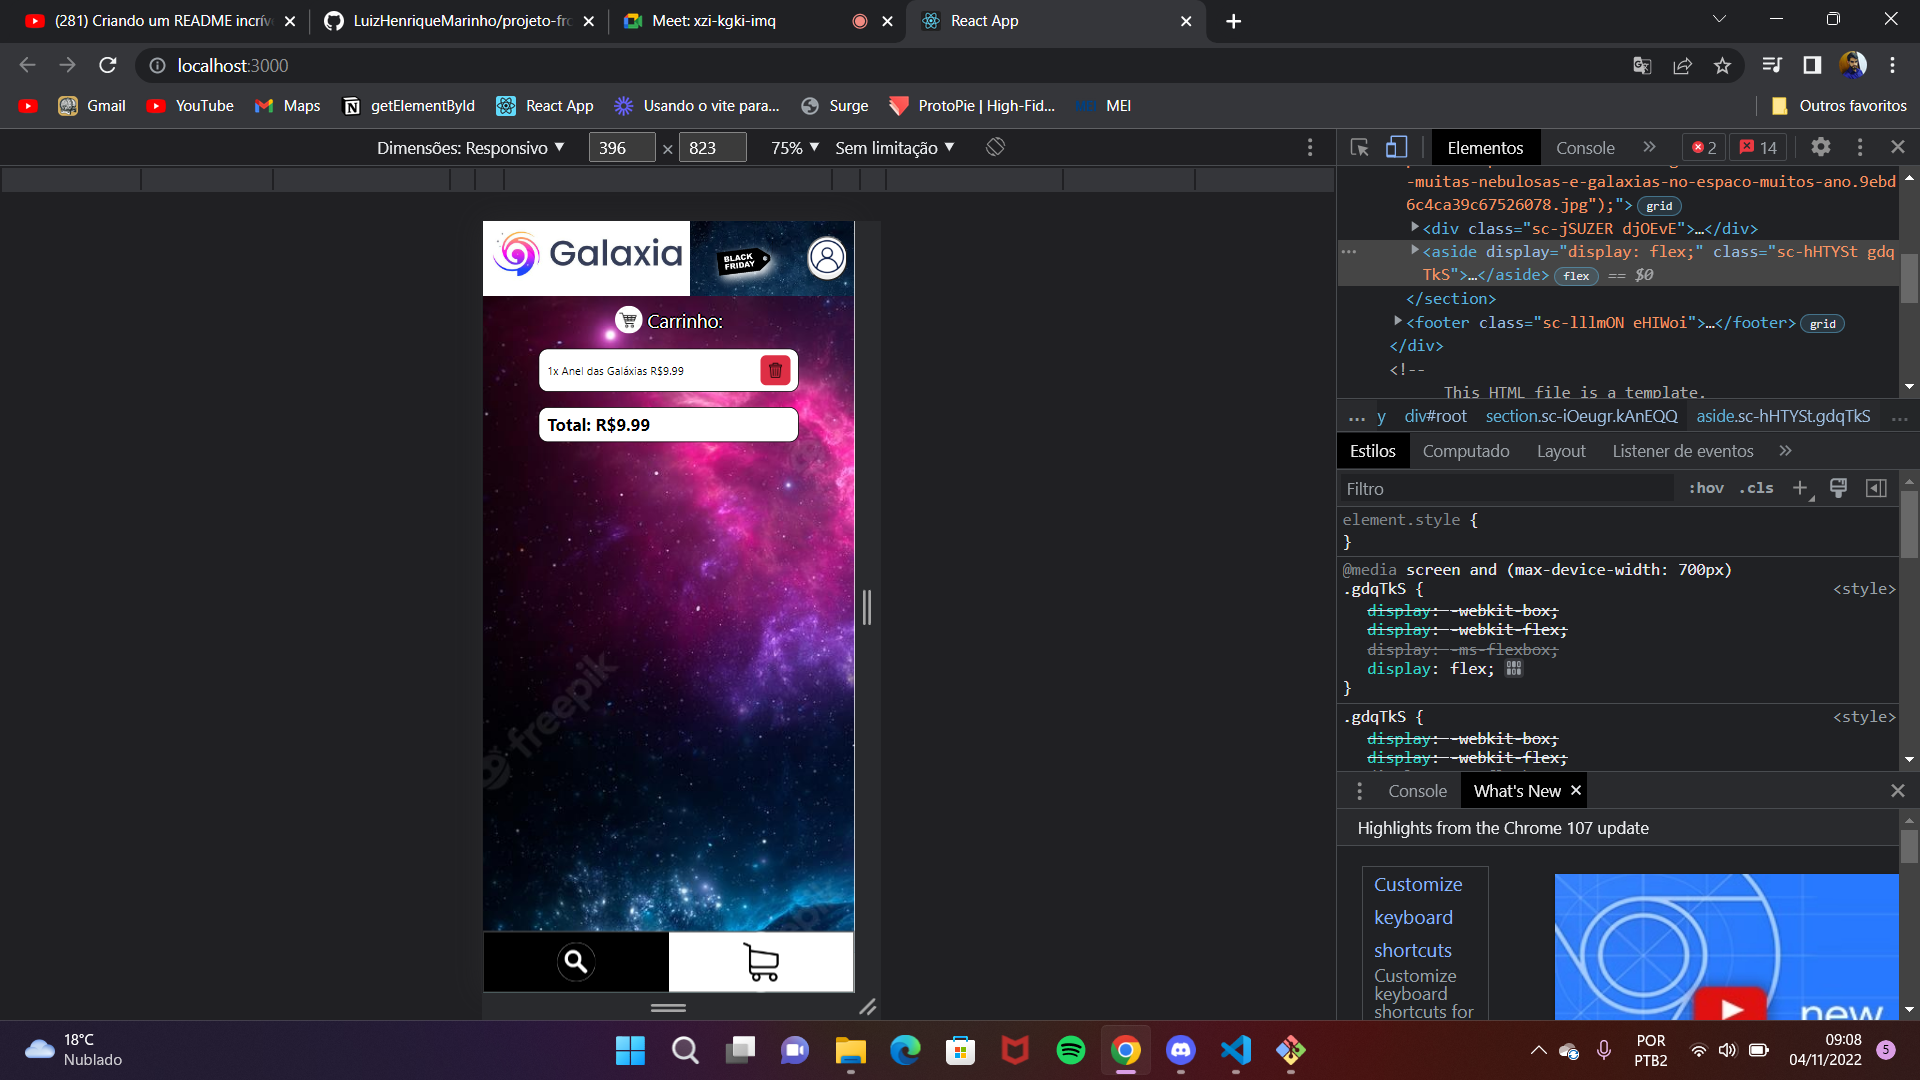 (281) Criando um README incríve
LuizHenriqueMarinho/projeto-fro
Meet: xzi-kgki-imq
React App
localhost:3000
Gmail
YouTube
Maps
getElementById
React App
Usando o vite para...
Surge
ProtoPie | High-Fid...
MEI
Outros favoritos
Dimensões: Responsivo
396
×
823
75%
Sem limitação
Elementos
Console
2
14
-muitas-nebulosas-e-galaxias-no-espaco-muitos-ano.9ebd
6c4ca39c67526078.jpg");"> grid
<div class="sc-jSUZER djOEvE">…</div>
<aside display="display: flex;" class="sc-hHTYSt gdq
TkS">…</aside> flex == $0
</section>
<footer class="sc-lllmON eHIWoi">…</footer> grid
</div>
<!--
This HTML file is a template.
... y div#root section.sc-iOeugr.kAnEQQ aside.sc-hHTYSt.gdqTkS ...
Estilos
Computado
Layout
Listener de eventos
Filtro
:hov .cls
element.style {
}
@media screen and (max-device-width: 700px)
.gdqTkS {
<style>
display: -webkit-box;
display: -webkit-flex;
display: -ms-flexbox;
display: flex;
}
.gdqTkS {
<style>
display: -webkit-box;
display: -webkit-flex;
Console
What's New
Highlights from the Chrome 107 update
Customize
keyboard
shortcuts
Customize
keyboard
shortcuts for
new
Galaxia
BLACK
FRIDAY
Carrinho:
1x Anel das Galáxias R$9.99
Total: R$9.99
freepik
18°C
Nublado
POR
PTB2
09:08
04/11/2022
5